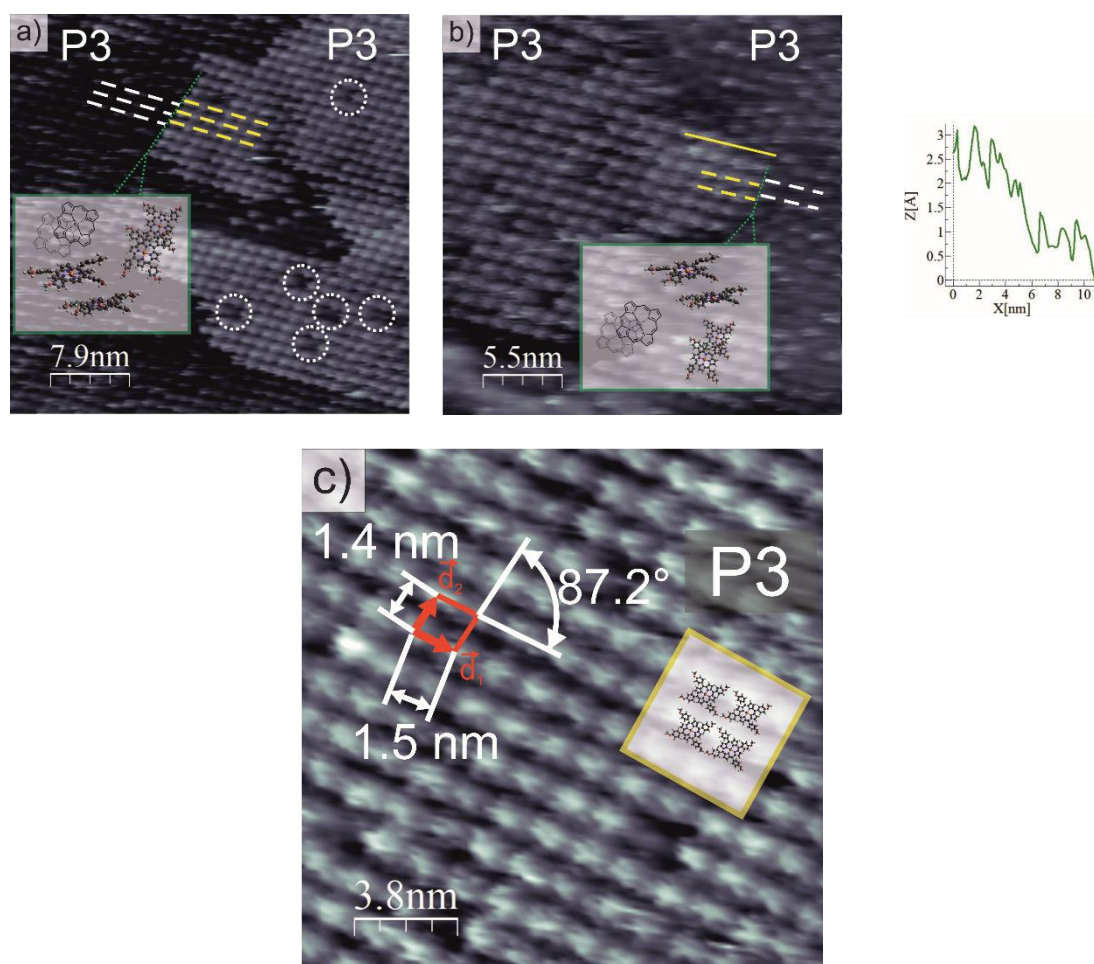 a)
P3
P3
7.9nm
b)
P3
P3
5.5nm
Z[A]
3
2.5
2
1.5
1
0.5
0
0 2 4 6 8 10
X[nm]
c)
1.4 nm
d₂
87.2°
P3
d₁
1.5 nm
3.8nm